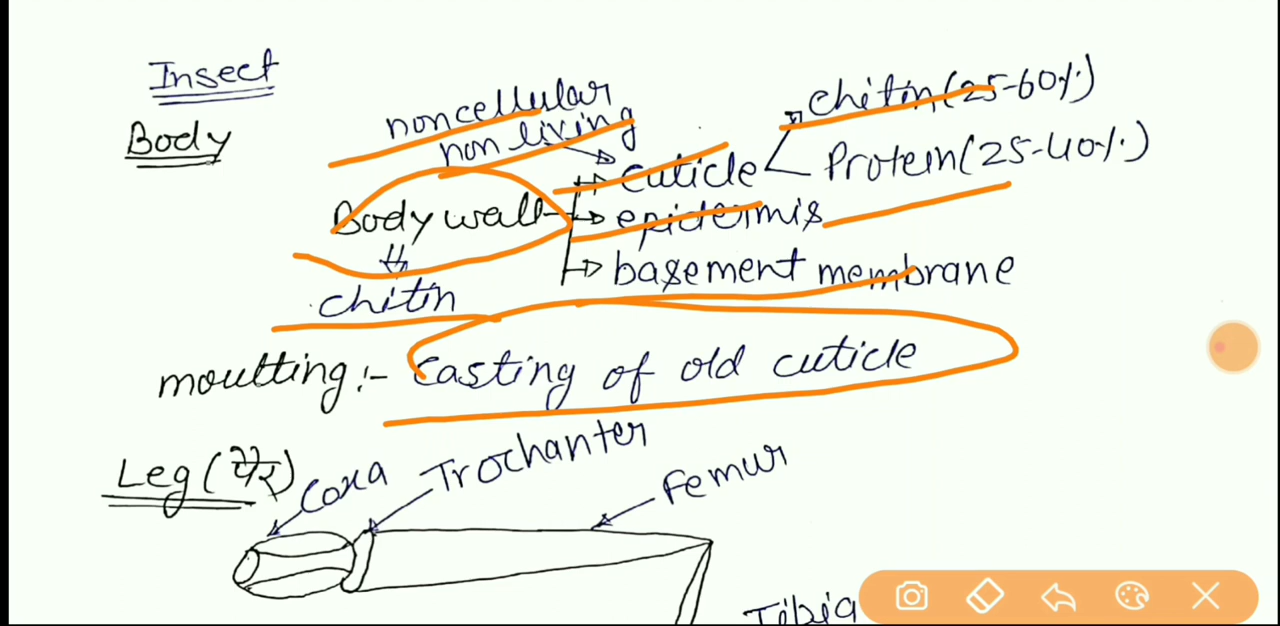 Insect
Body
noncellular
non living
chitin (25-60%)
cuticle
Protein (25-40%)
Body wall
epidermis
basement membrane
chitin
moultting :- casting of old cuticle
Leg (पैर)
Coxa
Trochanter
Femur
Tibia